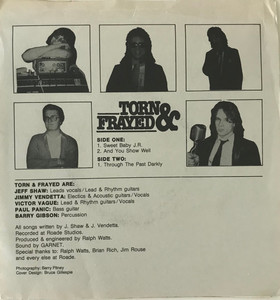 TORN &
FRAYED
SIDE ONE:
1. Sweet Baby J.R.
2. And You Show Well
SIDE TWO:
1. Through The Past Darkly
TORN & FRAYED ARE:
JEFF SHAW: Leads vocals/Lead & Rhythm guitars
JIMMY VENDETTA: Electics & Acoustic guitars/Vocals
VICTOR VAGUE: Lead & Rhythm guitars/Vocals
PAUL PANIC: Bass guitar
BARRY GIBSON: Percussion
All songs written by J. Shaw & J. Vendetta.
Recorded at Roade Studios.
Produced & engineered by Ralph Watts.
Sound by GARNET.
Special thanks to: Ralph Watts, Brian Rich, Jim Rouse
and every else at Roade.
Photography: Barry Fitney
Cover Design: Bruce Gillespie